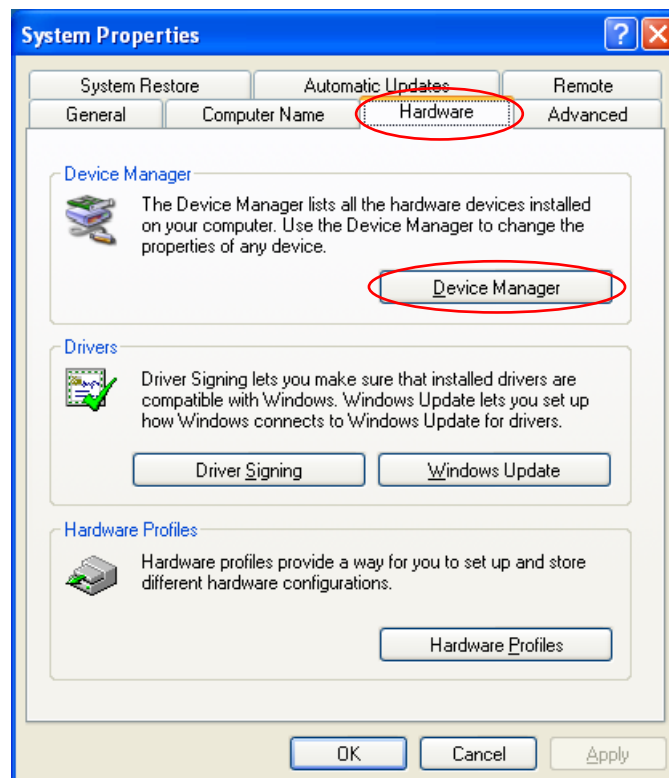 System Properties
System Restore
Automatic Updates
Remote
General
Computer Name
Hardware
Advanced
Device Manager
The Device Manager lists all the hardware devices installed
on your computer. Use the Device Manager to change the
properties of any device.
Device Manager
Drivers
Driver Signing lets you make sure that installed drivers are
compatible with Windows. Windows Update lets you set up
how Windows connects to Windows Update for drivers.
Driver Signing
Windows Update
Hardware Profiles
Hardware profiles provide a way for you to set up and store
different hardware configurations.
Hardware Profiles
OK
Cancel
Apply